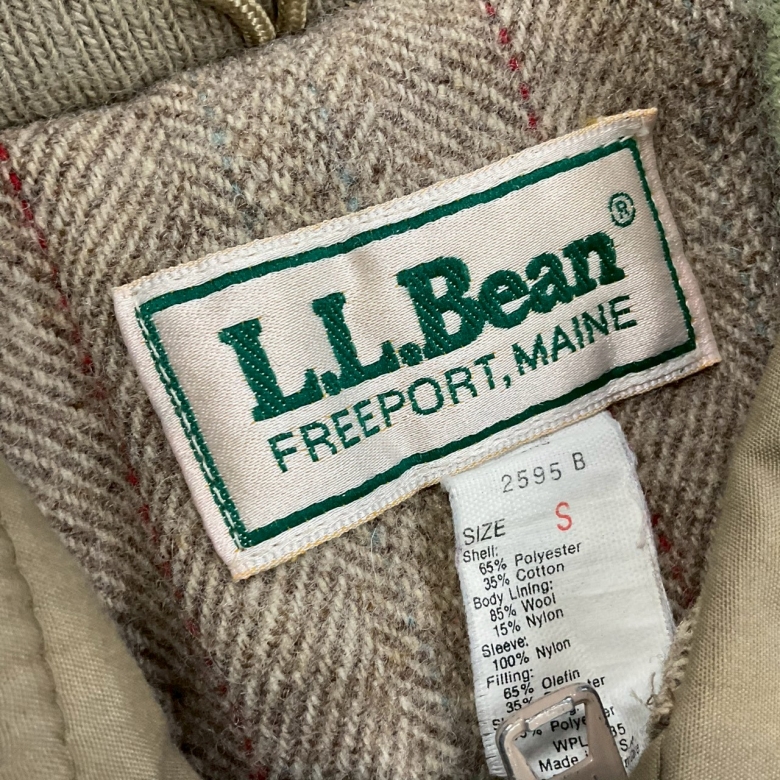 L.L.Bean®
FREEPORT, MAINE
2595 B
SIZE S
Shell:
65% Polyester
35% Cotton
Body Lining:
85% Wool
15% Nylon
Sleeve:
100% Nylon
Filling:
65% Olefin
35%
Made